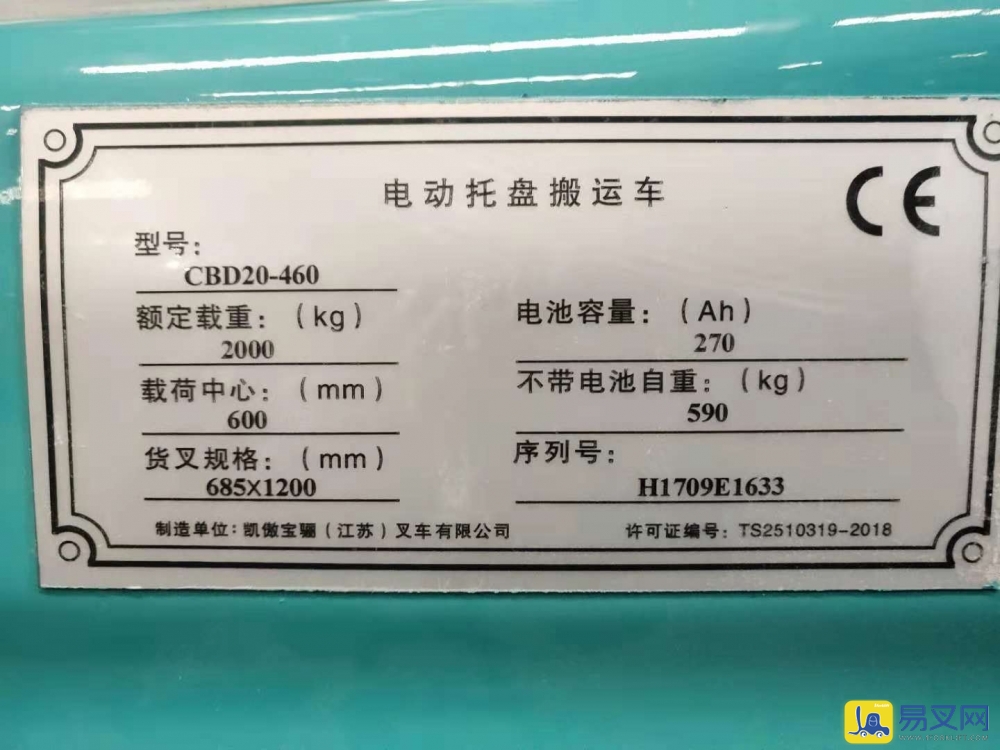 电动托盘搬运车
CE
型号:
CBD20-460
额定载重: (kg)
2000
载荷中心: (mm)
600
货叉规格: (mm)
685X1200
电池容量: (Ah)
270
不带电池自重: (kg)
590
序列号:
H1709E1633
制造单位: 凯傲宝骊(江苏)叉车有限公司
许可证编号: TS2510319-2018
易叉网